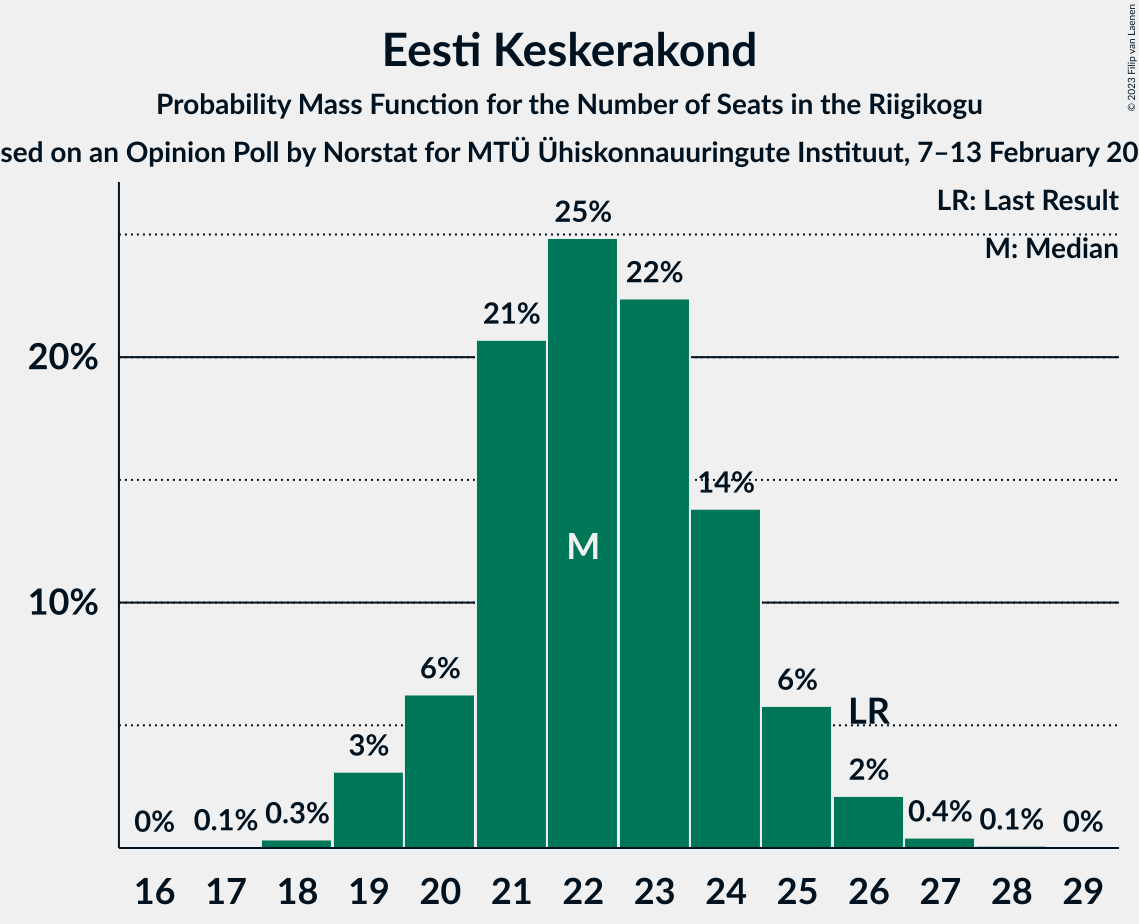 Eesti Keskerakond
Probability Mass Function for the Number of Seats in the Riigikogu
sed on an Opinion Poll by Norstat for MTÜ Ühiskonnauuringute Instituut, 7–13 February 20
© 2023 Filip van Laenen
LR: Last Result
M: Median
25%
22%
21%
20%
14%
M
10%
6%
6%
LR
3%
2%
0%
0.1%
0.3%
0.4%
0.1%
0%
16 17 18 19 20 21 22 23 24 25 26 27 28 29